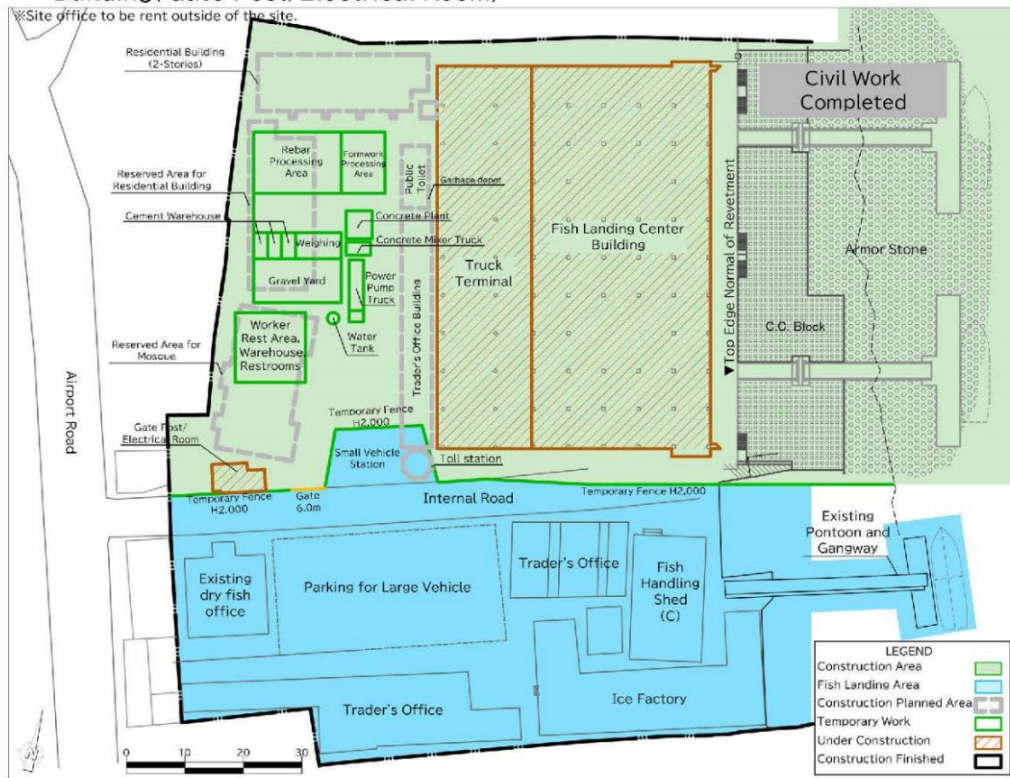 Building, Gate Post/Electrical Room)
※Site office to be rent outside of the site.
Residential Building
(2-Stories)
Civil Work
Completed
Rebar
Processing
Area
Formwork
Processing
Area
Reserved Area for
Residential Building
Public
Toilet
Garbage depot
Cement Warehouse
Weighing
Concrete Plant
Concrete Mixer Truck
Gravel Yard
Power
Pump
Truck
Truck
Terminal
Fish Landing Center
Building
▼Top Edge Normal of Revetment
Armor Stone
C.C. Block
Worker
Rest Area,
Warehouse,
Restrooms
Water
Tank
Trader's Office Building
Reserved Area for
Mosque
Airport Road
Temporary Fence
H2,000
Gate Post/
Electrical Room
Small Vehicle
Station
Toll station
Temporary Fence
H2,000
Gate
6.0m
Internal Road
Temporary Fence H2,000
Existing
Pontoon and
Gangway
Existing
dry fish
office
Parking for Large Vehicle
Trader's Office
Fish
Handling
Shed
(C)
Trader's Office
Ice Factory
N
0 10 20 30
LEGEND
Construction Area
Fish Landing Area
Construction Planned Area
Temporary Work
Under Construction
Construction Finished